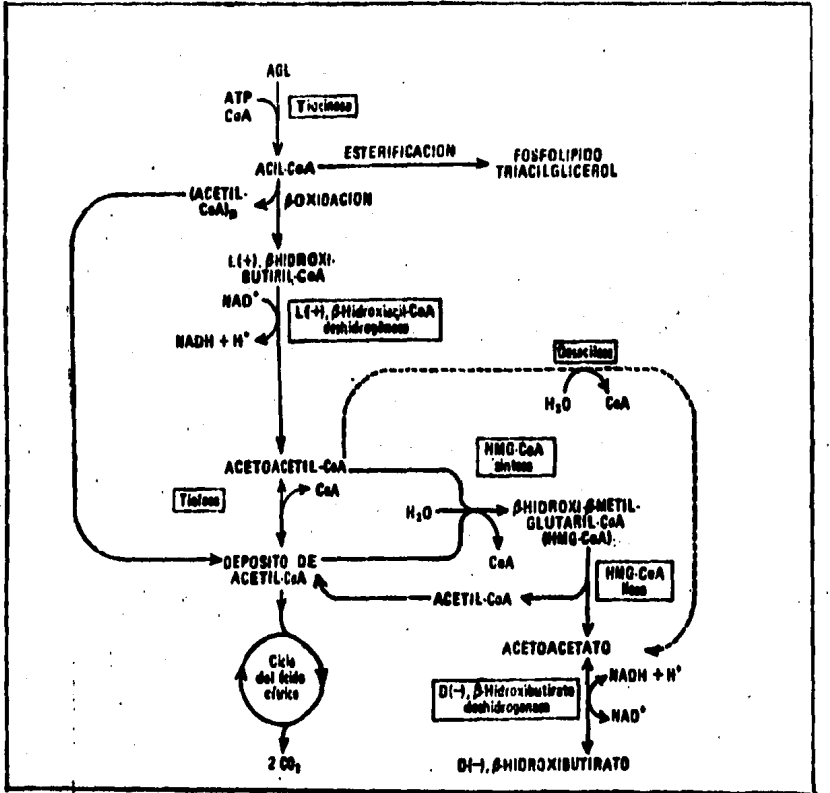 AGL
ATP
CoA
Tiocinasa
ACIL-CoA
ESTERIFICACION
FOSFOLIPIDO
TRIACILGLICEROL
(ACETIL-
CoA)n
βOXIDACION
L(+), βHIDROXI-
BUTIRIL-CoA
NAD⁺
NADH + H⁺
L(+), β-Hidroxiacil-CoA
deshidrogenasa
Desacilasa
H₂O
CoA
ACETOACETIL-CoA
HMG-CoA
sintasa
Tiolasa
CoA
H₂O
βHIDROXI-βMETIL-
GLUTARIL-CoA
(HMG-CoA)
CoA
DEPOSITO DE
ACETIL-CoA
HMG-CoA
liasa
ACETIL-CoA
ACETOACETATO
Ciclo
del ácido
cítrico
NADH + H⁺
D(−), β-Hidroxibutirato
deshidrogenasa
NAD⁺
2 CO₂
D(−), βHIDROXIBUTIRATO